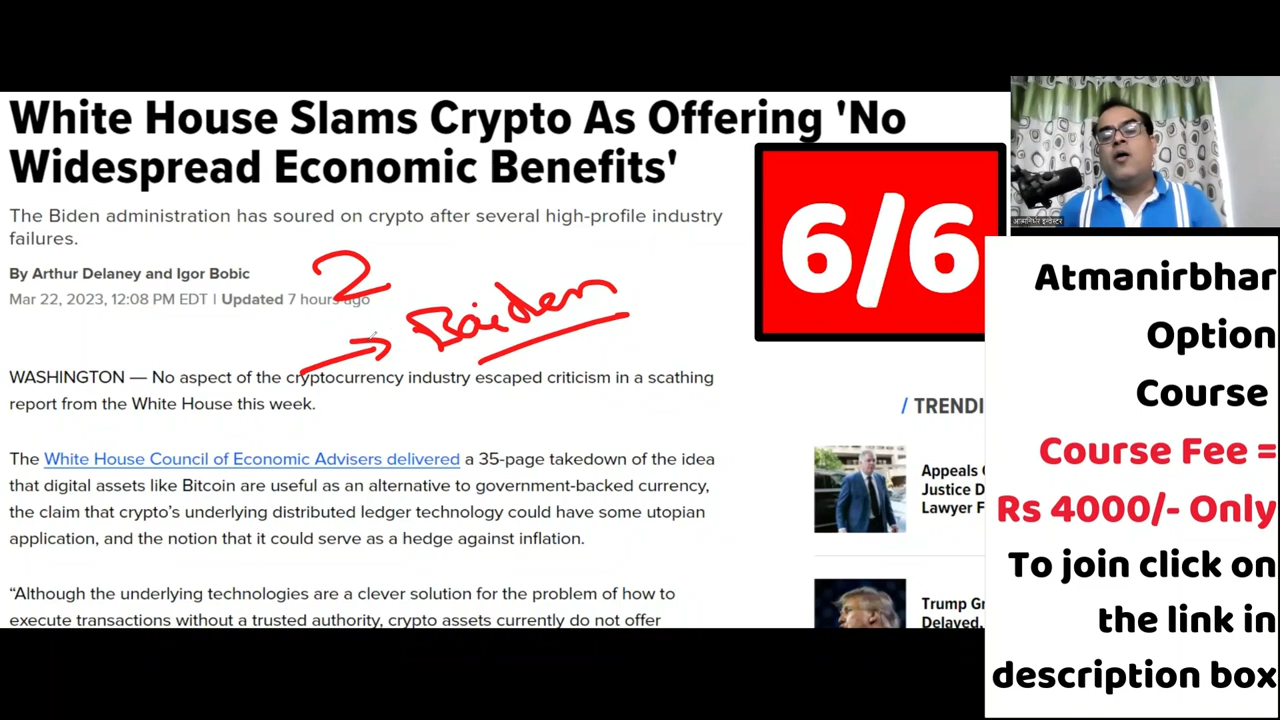 White House Slams Crypto As Offering 'No
Widespread Economic Benefits'
The Biden administration has soured on crypto after several high-profile industry
failures.
By Arthur Delaney and Igor Bobic
Mar 22, 2023, 12:08 PM EDT | Updated 7 hours ago
2
→ Baiden
WASHINGTON — No aspect of the cryptocurrency industry escaped criticism in a scathing
report from the White House this week.
The White House Council of Economic Advisers delivered a 35-page takedown of the idea
that digital assets like Bitcoin are useful as an alternative to government-backed currency,
the claim that crypto's underlying distributed ledger technology could have some utopian
application, and the notion that it could serve as a hedge against inflation.
“Although the underlying technologies are a clever solution for the problem of how to
execute transactions without a trusted authority, crypto assets currently do not offer
6/6
/ TRENDI
Appeals
Justice D
Lawyer F
Trump Gr
Delayed,
आत्मनिर्भर इन्वेस्टर
Atmanirbhar
Option
Course
Course Fee =
Rs 4000/- Only
To join click on
the link in
description box